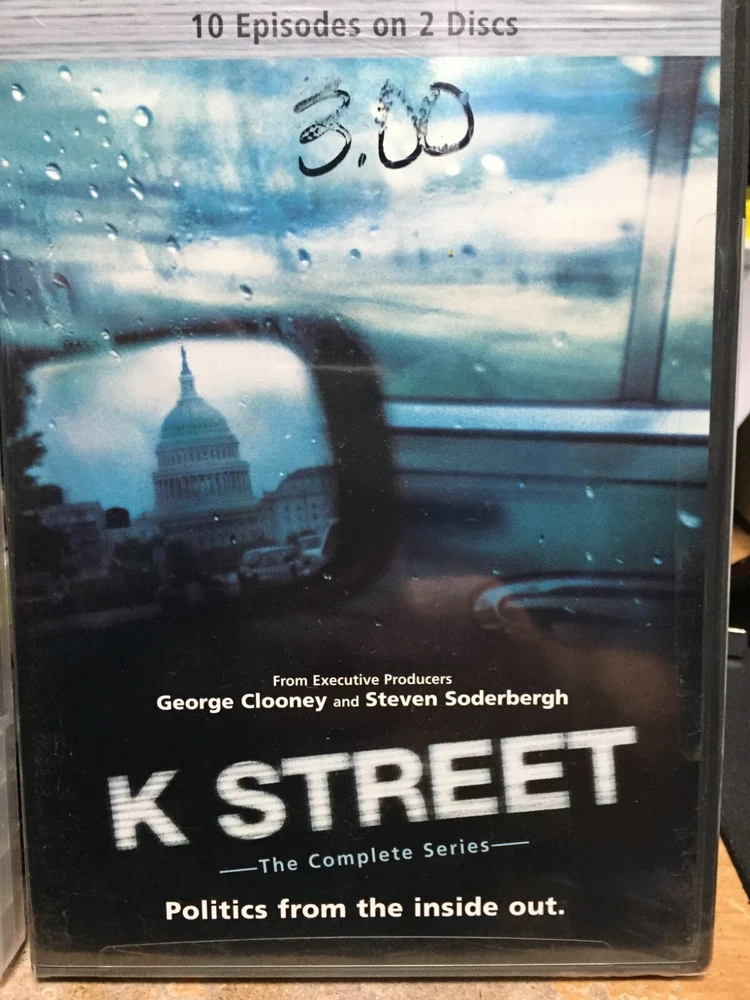 10 Episodes on 2 Discs
3.00
From Executive Producers
George Clooney and Steven Soderbergh
K STREET
The Complete Series
Politics from the inside out.